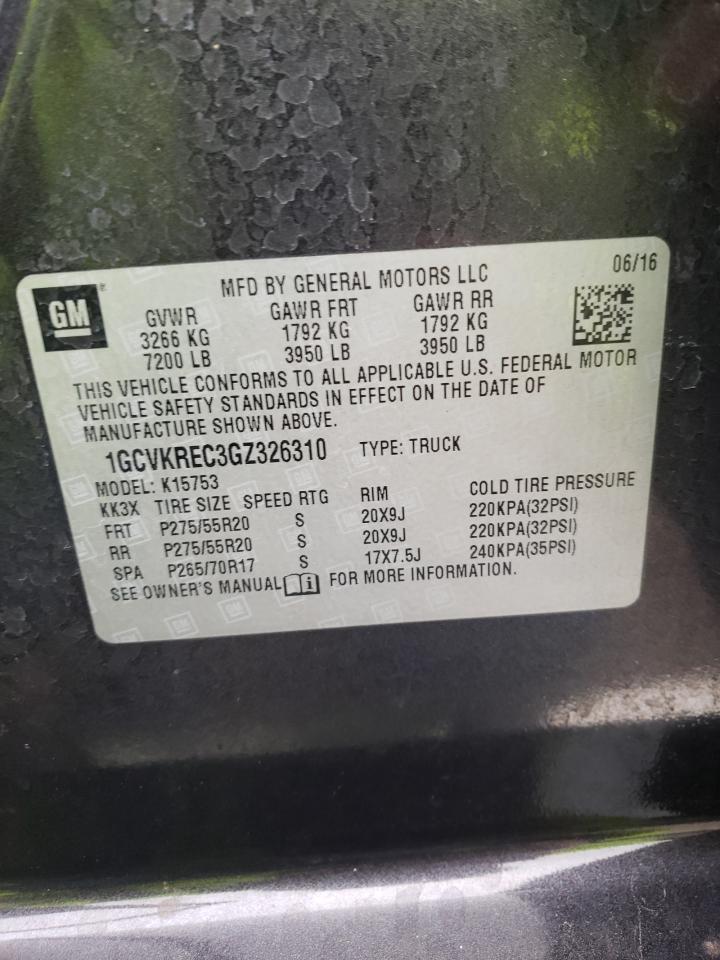 GM
MFD BY GENERAL MOTORS LLC 06/16
GVWR GAWR FRT GAWR RR
3266 KG 1792 KG 1792 KG
7200 LB 3950 LB 3950 LB
THIS VEHICLE CONFORMS TO ALL APPLICABLE U.S. FEDERAL MOTOR
VEHICLE SAFETY STANDARDS IN EFFECT ON THE DATE OF
MANUFACTURE SHOWN ABOVE.
1GCVKREC3GZ326310 TYPE: TRUCK
MODEL: K15753
KK3X TIRE SIZE SPEED RTG RIM COLD TIRE PRESSURE
FRT P275/55R20 S 20X9J 220KPA(32PSI)
RR P275/55R20 S 20X9J 220KPA(32PSI)
SPA P265/70R17 S 17X7.5J 240KPA(35PSI)
SEE OWNER'S MANUAL FOR MORE INFORMATION.